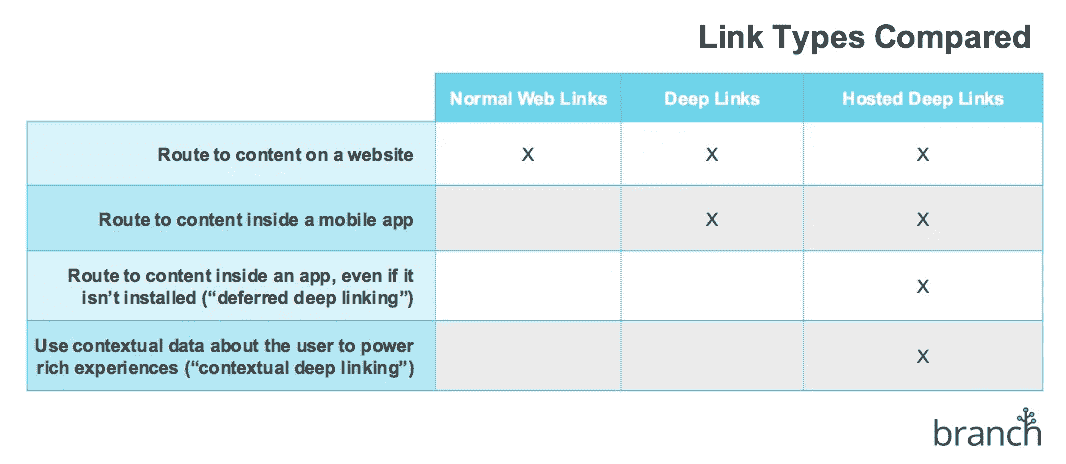 Link Types Compared
Normal Web Links Deep Links Hosted Deep Links
Route to content on a website X X X
Route to content inside a mobile app X X
Route to content inside an app, even if it
isn’t installed (“deferred deep linking”) X
Use contextual data about the user to power
rich experiences (“contextual deep linking”) X
branch